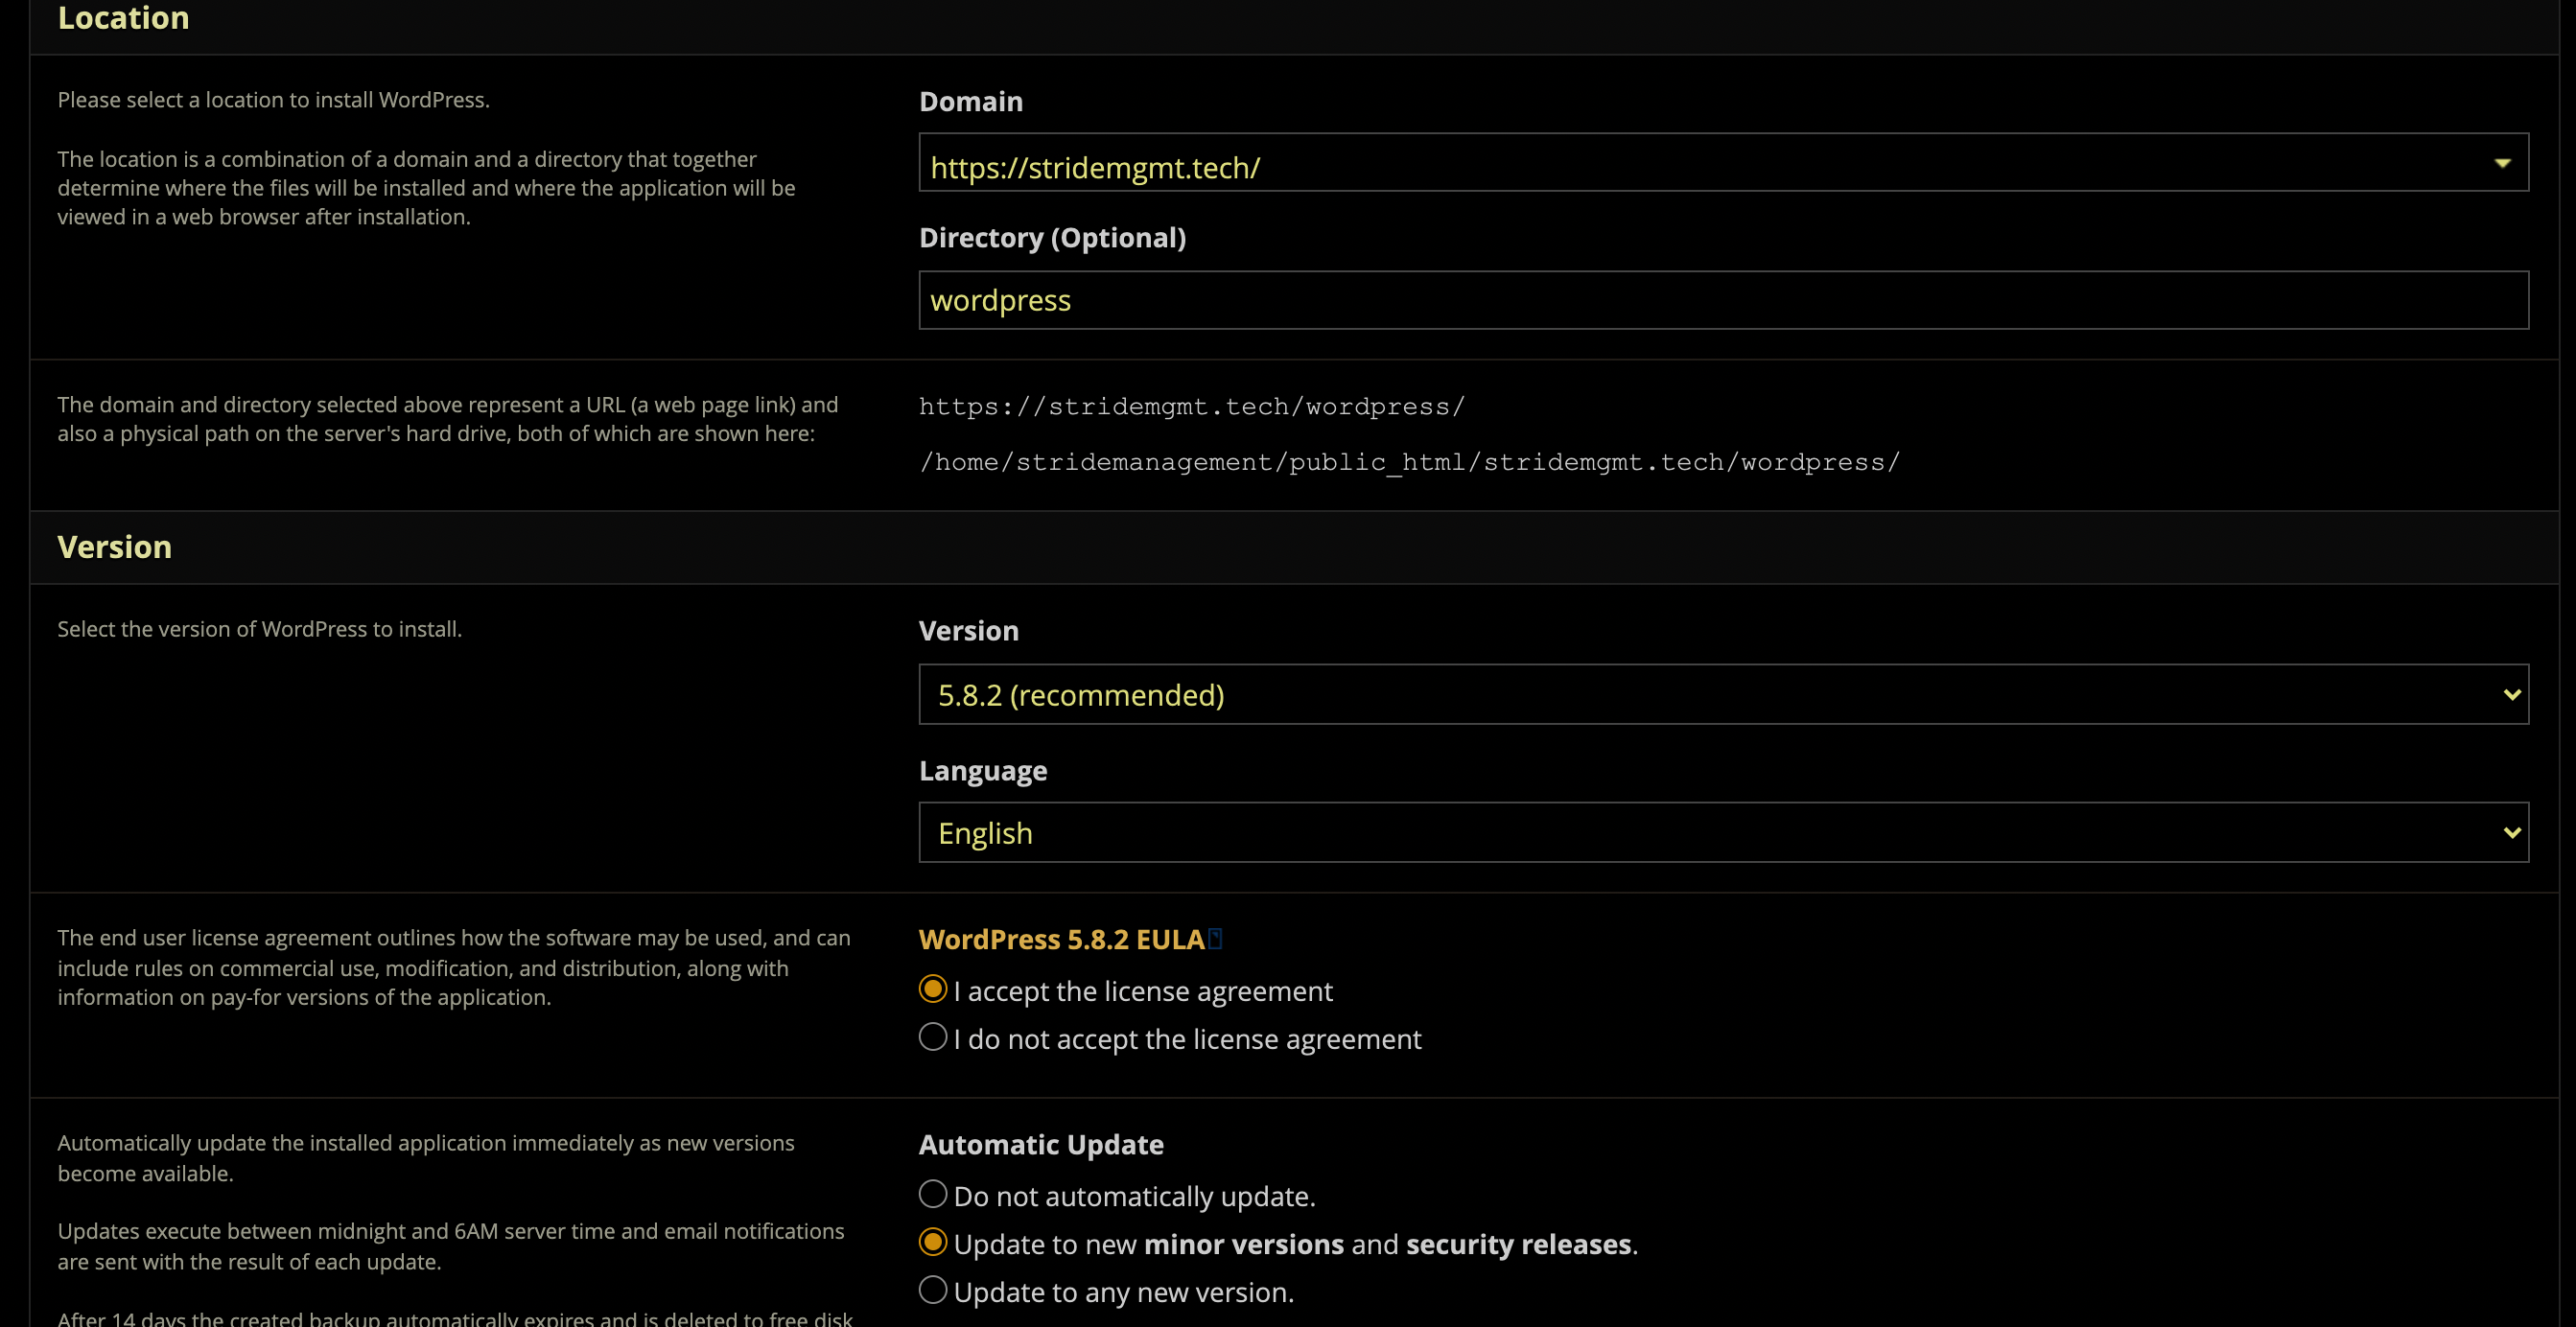 Location
Please select a location to install WordPress.
The location is a combination of a domain and a directory that together
determine where the files will be installed and where the application will be
viewed in a web browser after installation.
Domain
https://stridemgmt.tech/
Directory (Optional)
wordpress
The domain and directory selected above represent a URL (a web page link) and
also a physical path on the server's hard drive, both of which are shown here:
https://stridemgmt.tech/wordpress/
/home/stridemanagement/public_html/stridemgmt.tech/wordpress/
Version
Select the version of WordPress to install.
Version
5.8.2 (recommended)
Language
English
The end user license agreement outlines how the software may be used, and can
include rules on commercial use, modification, and distribution, along with
information on pay-for versions of the application.
WordPress 5.8.2 EULA
I accept the license agreement
I do not accept the license agreement
Automatically update the installed application immediately as new versions
become available.
Updates execute between midnight and 6AM server time and email notifications
are sent with the result of each update.
After 14 days the created backup automatically expires and is deleted to free disk
Automatic Update
Do not automatically update.
Update to new minor versions and security releases.
Update to any new version.